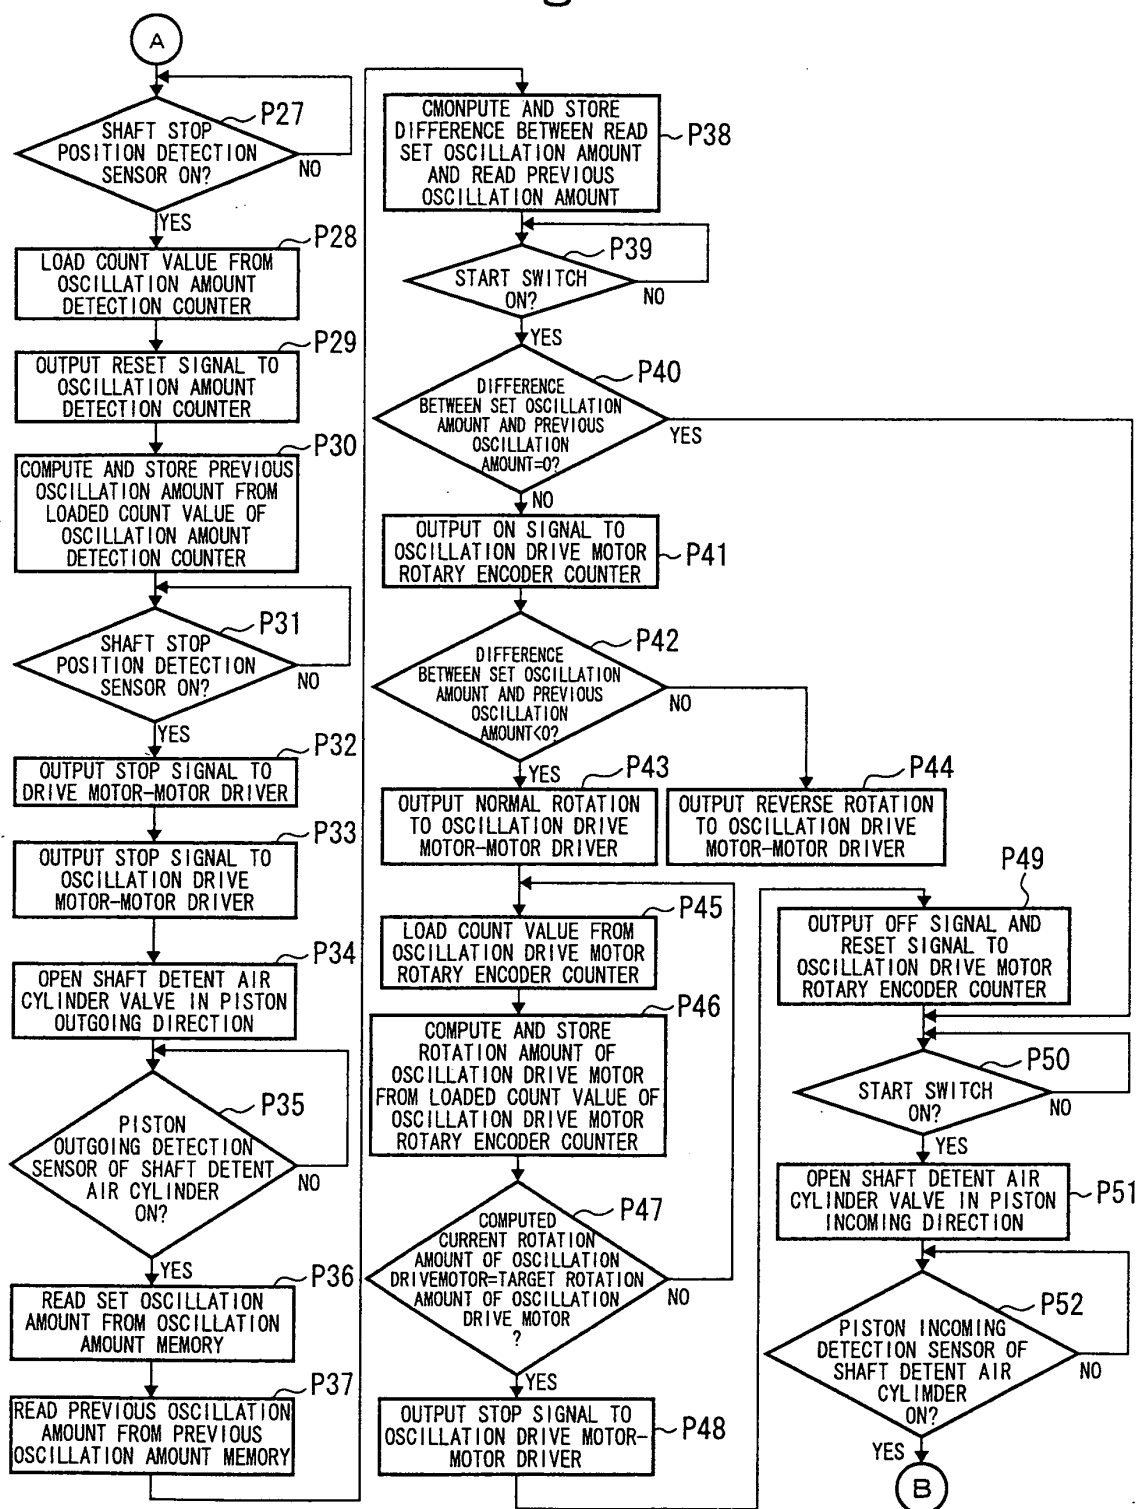 A
P27
SHAFT STOP
POSITION DETECTION
SENSOR ON?
NO
YES
P28
LOAD COUNT VALUE FROM
OSCILLATION AMOUNT
DETECTION COUNTER
P29
OUTPUT RESET SIGNAL TO
OSCILLATION AMOUNT
DETECTION COUNTER
P30
COMPUTE AND STORE PREVIOUS
OSCILLATION AMOUNT FROM
LOADED COUNT VALUE OF
OSCILLATION AMOUNT
DETECTION COUNTER
P31
SHAFT STOP
POSITION DETECTION
SENSOR ON?
NO
YES
P32
OUTPUT STOP SIGNAL TO
DRIVE MOTOR-MOTOR DRIVER
P33
OUTPUT STOP SIGNAL TO
OSCILLATION DRIVE
MOTOR-MOTOR DRIVER
P34
OPEN SHAFT DETENT AIR
CYLINDER VALVE IN PISTON
OUTGOING DIRECTION
P35
PISTON
OUTGOING DETECTION
SENSOR OF SHAFT DETENT
AIR CYLINDER
ON?
NO
YES
P36
READ SET OSCILLATION
AMOUNT FROM OSCILLATION
AMOUNT MEMORY
P37
READ PREVIOUS OSCILLATION
AMOUNT FROM PREVIOUS
OSCILLATION AMOUNT MEMORY
CMONPUTE AND STORE
DIFFERENCE BETWEEN READ
SET OSCILLATION AMOUNT
AND READ PREVIOUS
OSCILLATION AMOUNT
P38
P39
START SWITCH
ON?
NO
YES
P40
DIFFERENCE
BETWEEN SET OSCILLATION
AMOUNT AND PREVIOUS
OSCILLATION
AMOUNT=0?
YES
NO
OUTPUT ON SIGNAL TO
OSCILLATION DRIVE MOTOR
ROTARY ENCODER COUNTER
P41
P42
DIFFERENCE
BETWEEN SET OSCILLATION
AMOUNT AND PREVIOUS
OSCILLATION
AMOUNT<0?
NO
YES
P43
OUTPUT NORMAL ROTATION
TO OSCILLATION DRIVE
MOTOR-MOTOR DRIVER
P44
OUTPUT REVERSE ROTATION
TO OSCILLATION DRIVE
MOTOR-MOTOR DRIVER
P45
LOAD COUNT VALUE FROM
OSCILLATION DRIVE MOTOR
ROTARY ENCODER COUNTER
P46
COMPUTE AND STORE
ROTATION AMOUNT OF
OSCILLATION DRIVE MOTOR
FROM LOADED COUNT VALUE OF
OSCILLATION DRIVE MOTOR
ROTARY ENCODER COUNTER
P47
COMPUTED
CURRENT ROTATION
AMOUNT OF OSCILLATION
DRIVEMOTOR=TARGET ROTATION
AMOUNT OF OSCILLATION
DRIVE MOTOR
?
NO
YES
OUTPUT STOP SIGNAL TO
OSCILLATION DRIVE MOTOR-
MOTOR DRIVER
P48
P49
OUTPUT OFF SIGNAL AND
RESET SIGNAL TO
OSCILLATION DRIVE MOTOR
ROTARY ENCODER COUNTER
P50
START SWITCH
ON?
NO
YES
OPEN SHAFT DETENT AIR
CYLINDER VALVE IN PISTON
INCOMING DIRECTION
P51
P52
PISTON INCOMING
DETECTION SENSOR OF
SHAFT DETENT AIR
CYLIMDER
ON?
NO
YES
B